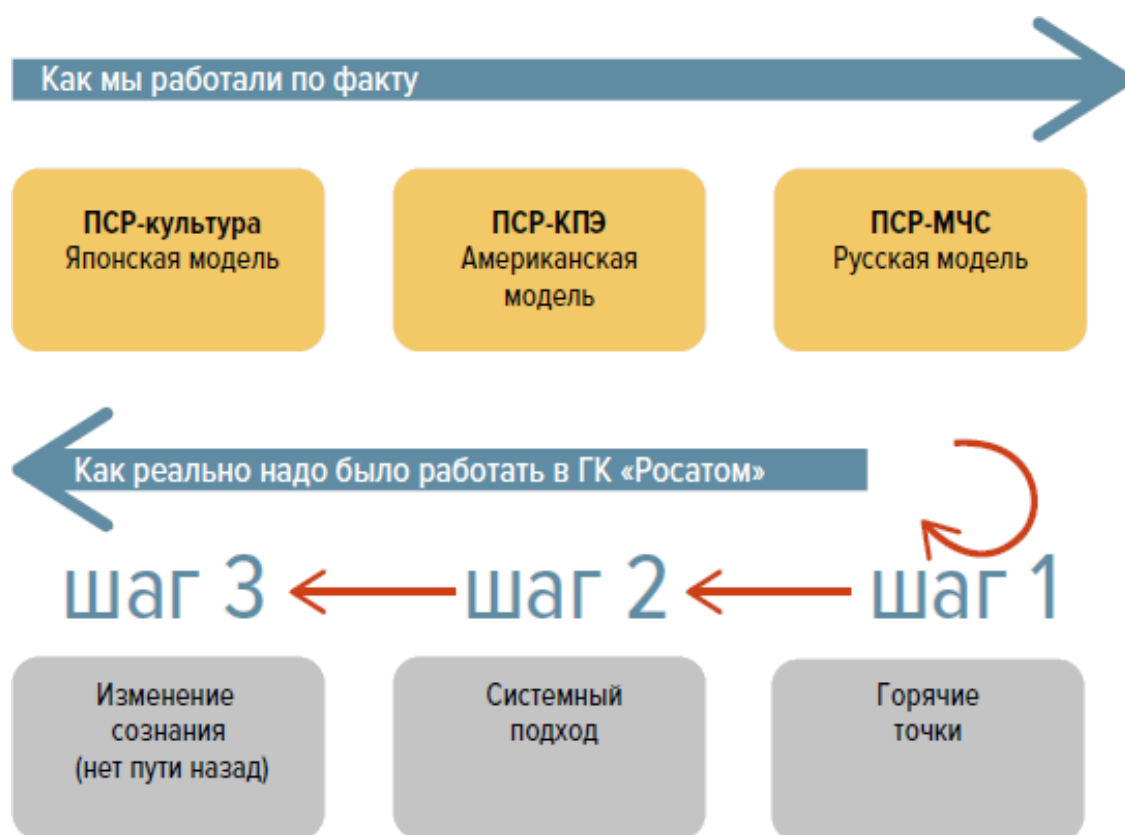 Как мы работали по факту
ПСР-культура
Японская модель
ПСР-КПЭ
Американская
модель
ПСР-МЧС
Русская модель
Как реально надо было работать в ГК «Росатом»
шаг 3
шаг 2
шаг 1
Изменение
сознания
(нет пути назад)
Системный
подход
Горячие
точки